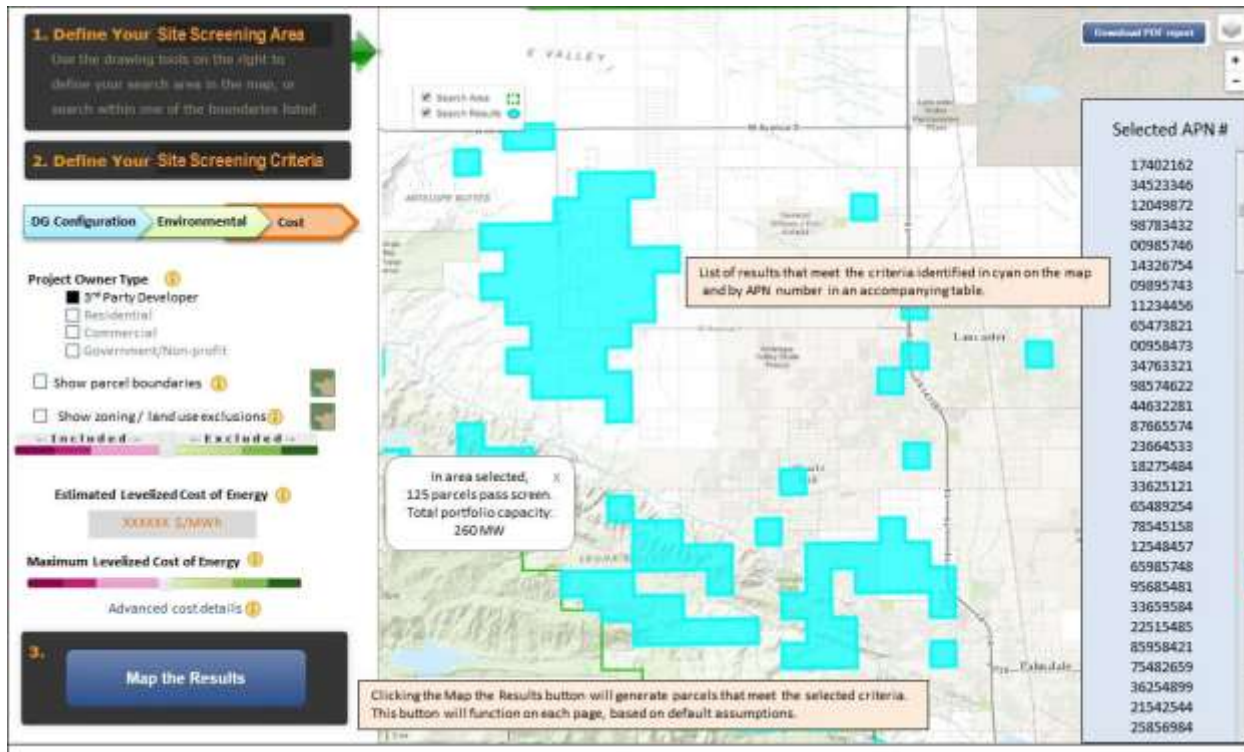 1. Define Your Site Screening Area
Use the drawing tools on the right to
define your search area in the map, or
search within one of the boundaries listed
2. Define Your Site Screening Criteria
DG Configuration
Environmental
Cost
Project Owner Type
3rd Party Developer
Residential
Commercial
Government/Non-profit
Show parcel boundaries
Show zoning / land use exclusions
Included
Excluded
Estimated Levelized Cost of Energy
XXXXXX $/MWh
Maximum Levelized Cost of Energy
Advanced cost details
3.
Map the Results
E VALLEY
Search Area
Search Results
ANTELOPE BUTTES
In area selected,
125 parcels pass screen.
Total portfolio capacity:
260 MW
X
List of results that meet the criteria identified in cyan on the map
and by APN number in an accompanying table.
Lancaster
Palmdale
Clicking the Map the Results button will generate parcels that meet the selected criteria.
This button will function on each page, based on default assumptions.
Download PDF report
+
-
Selected APN #
17402162
34523346
12049872
98783432
00985746
14326754
09895743
11234456
65473821
00958473
34763321
98574622
44632281
87665574
23664533
18275484
33625121
65489254
78545158
12548457
65985748
95685481
33659584
22515485
85958421
75482659
36254899
21542544
25856984